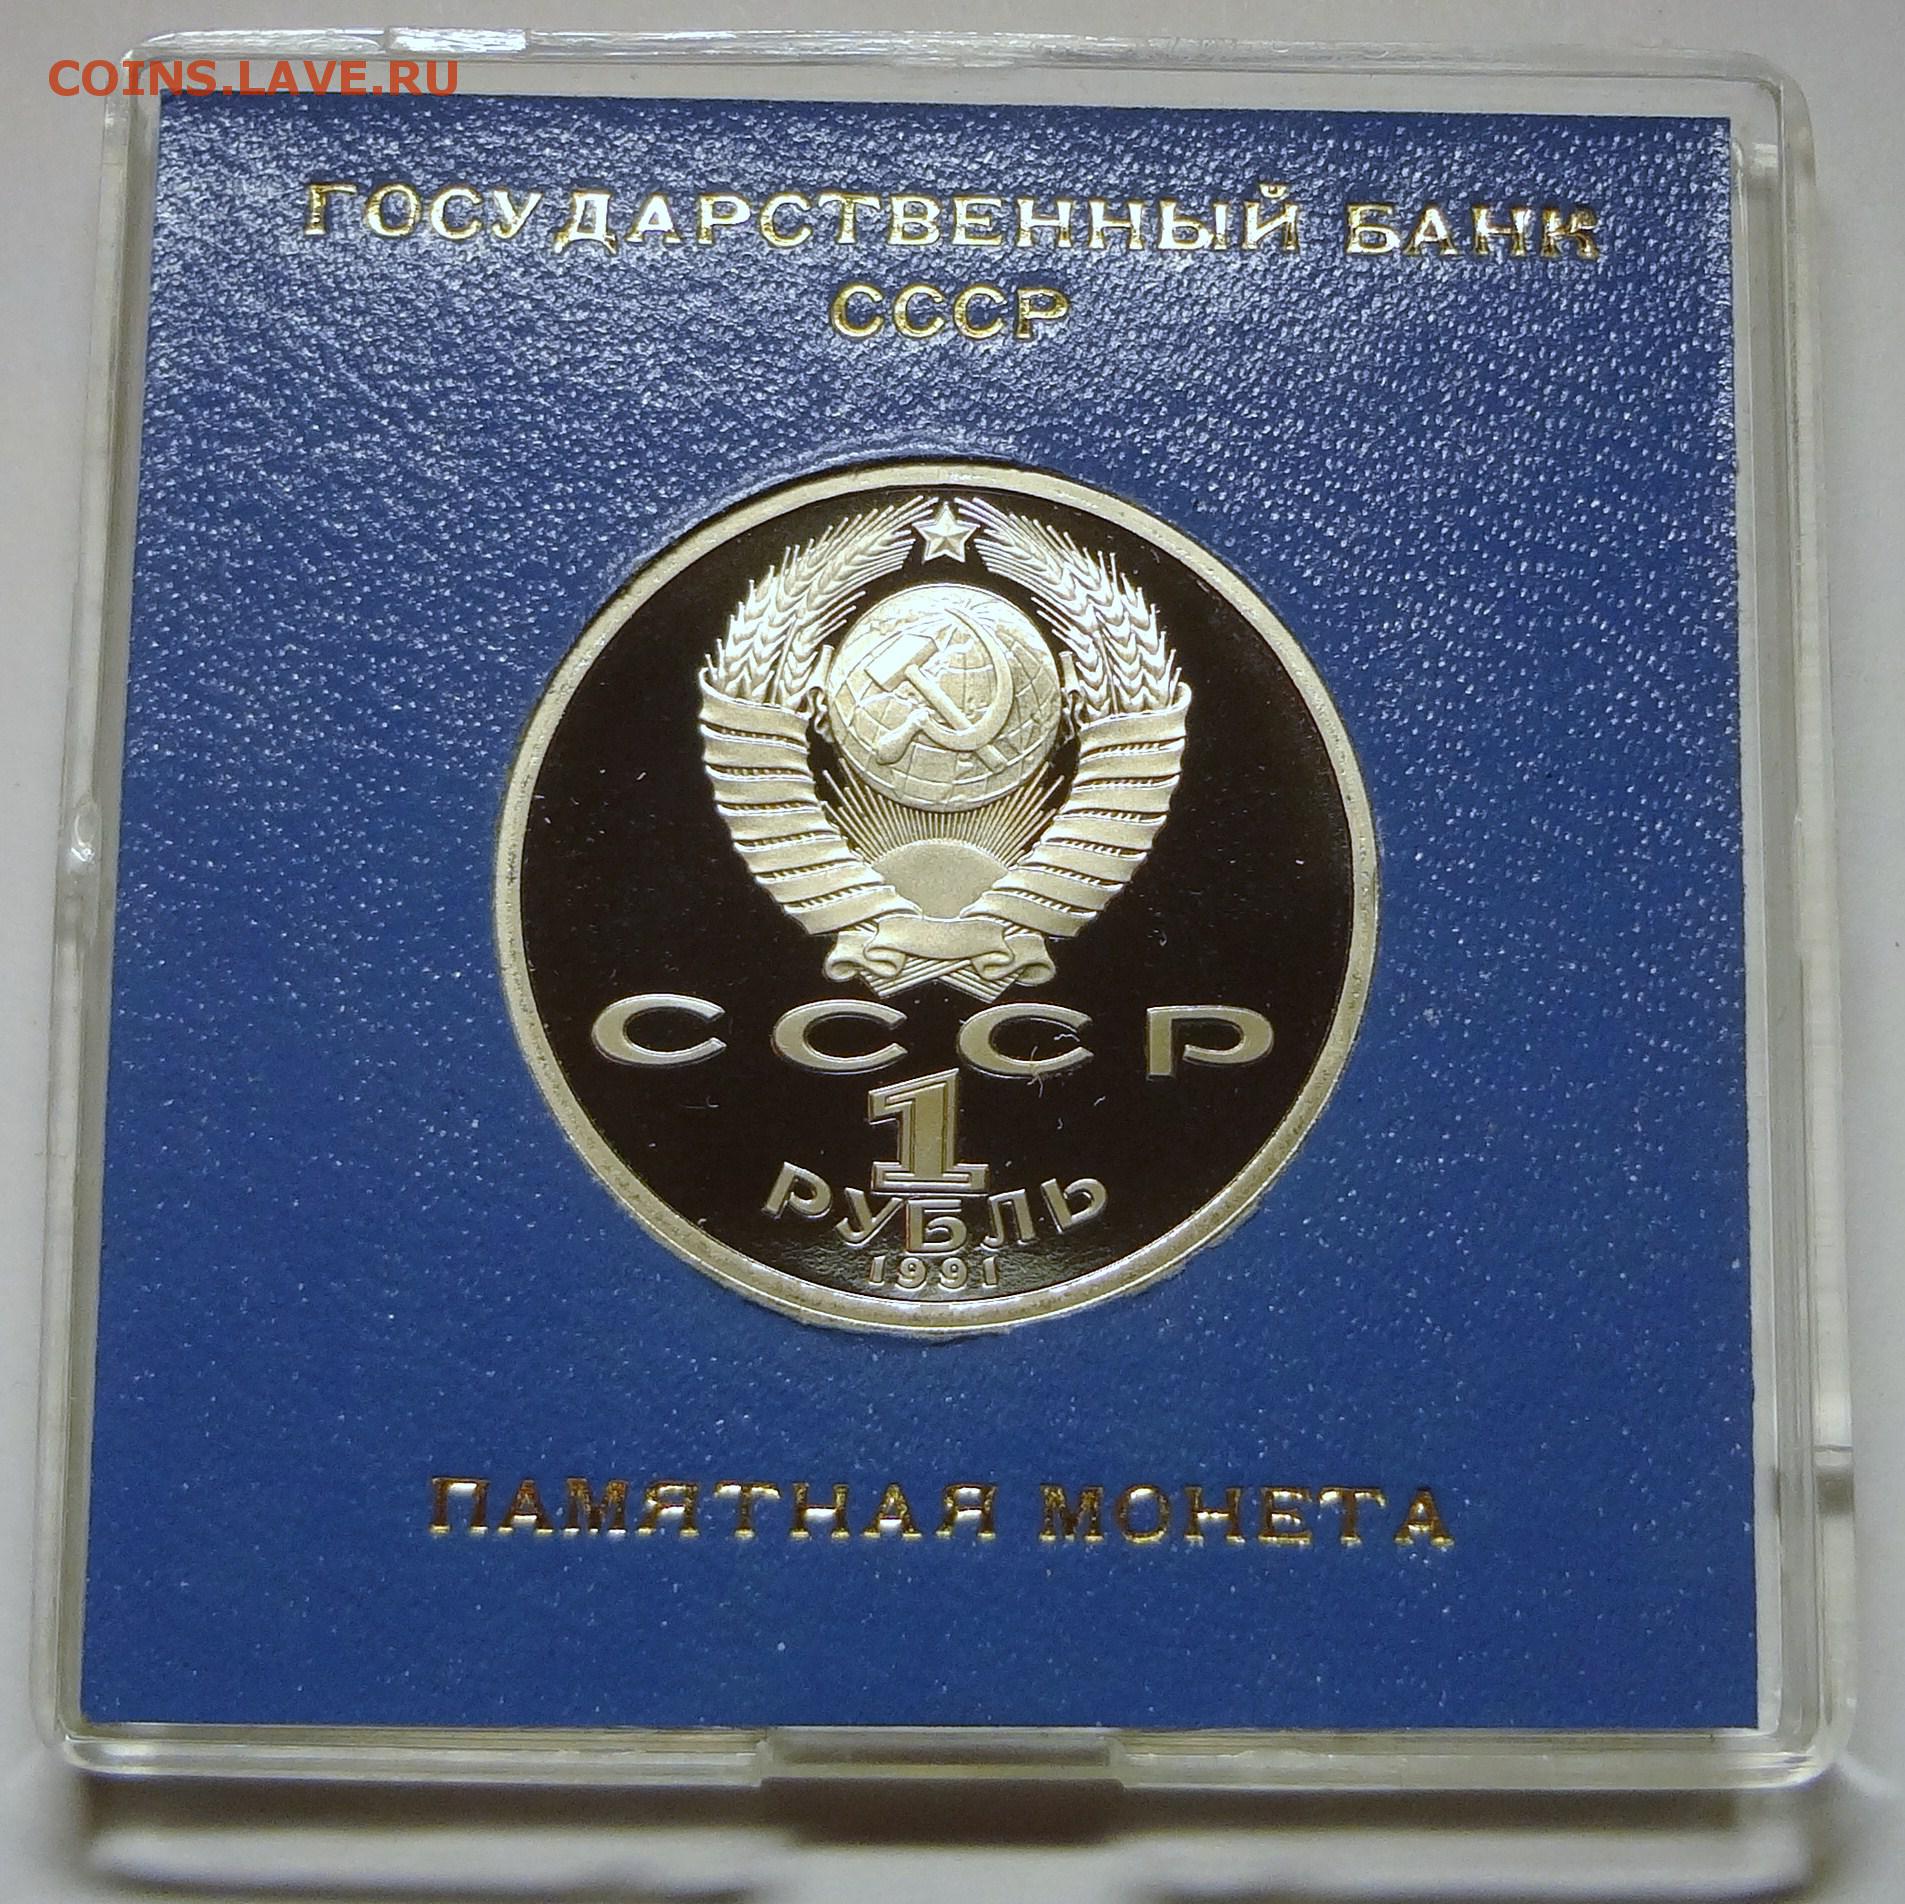 COINS.LAVE.RU
ГОСУДАРСТВЕННЫЙ БАНК
СССР
СССР
1
РУБЛЬ
1991
ПАМЯТНАЯ МОНЕТА